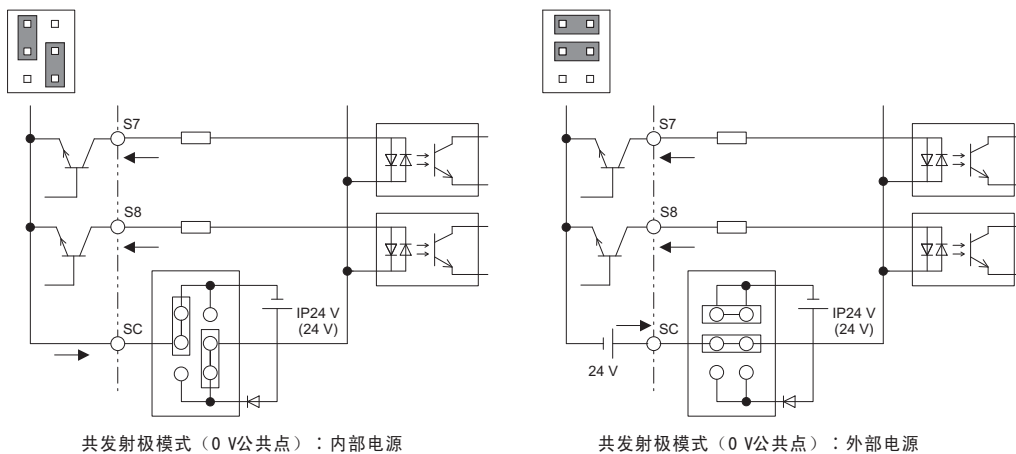 S7
S8
IP24 V
(24 V)
SC
共发射极模式（0 V公共点）：内部电源
S7
S8
IP24 V
(24 V)
SC
24 V
共发射极模式（0 V公共点）：外部电源